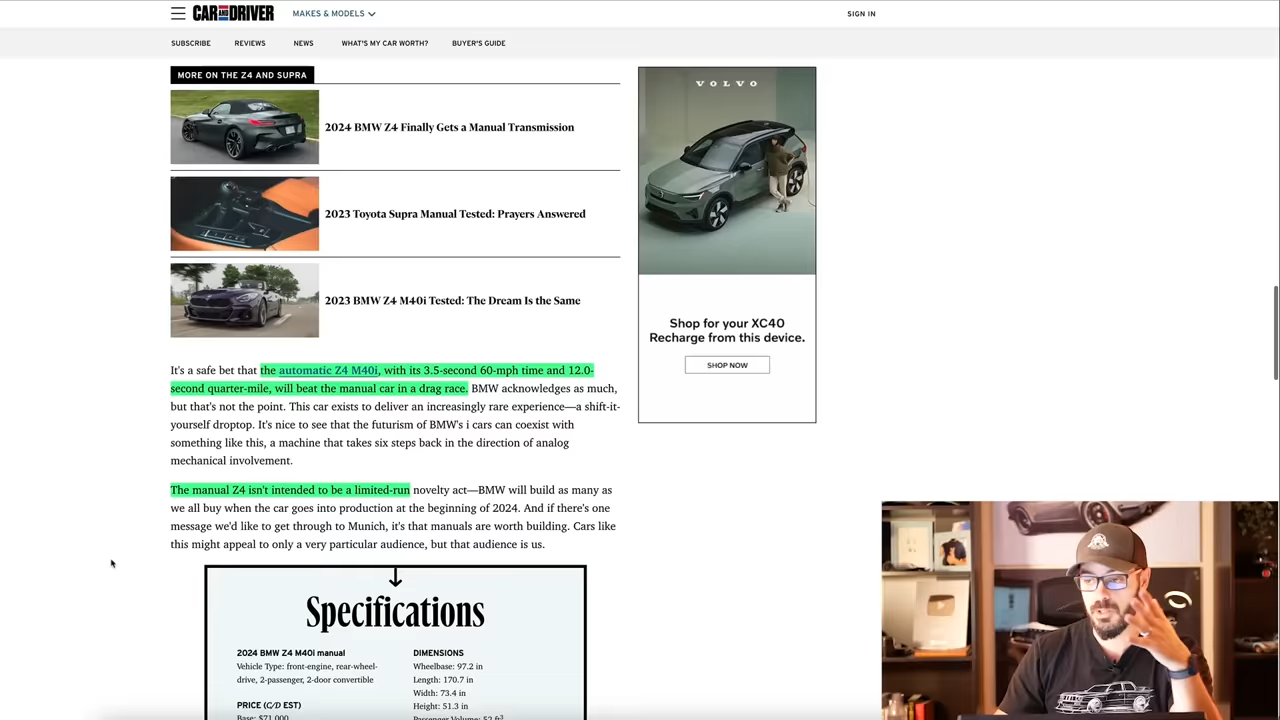 CAR AND DRIVER
MAKES & MODELS
SIGN IN
SUBSCRIBE
REVIEWS
NEWS
WHAT'S MY CAR WORTH?
BUYER'S GUIDE
MORE ON THE Z4 AND SUPRA
2024 BMW Z4 Finally Gets a Manual Transmission
2023 Toyota Supra Manual Tested: Prayers Answered
2023 BMW Z4 M40i Tested: The Dream Is the Same
VOLVO
Shop for your XC40
Recharge from this device.
SHOP NOW
It's a safe bet that the automatic Z4 M40i, with its 3.5-second 60-mph time and 12.0-
second quarter-mile, will beat the manual car in a drag race. BMW acknowledges as much,
but that's not the point. This car exists to deliver an increasingly rare experience—a shift-it-
yourself droptop. It's nice to see that the futurism of BMW's i cars can coexist with
something like this, a machine that takes six steps back in the direction of analog
mechanical involvement.
The manual Z4 isn't intended to be a limited-run novelty act—BMW will build as many as
we all buy when the car goes into production at the beginning of 2024. And if there's one
message we'd like to get through to Munich, it's that manuals are worth building. Cars like
this might appeal to only a very particular audience, but that audience is us.
Specifications
2024 BMW Z4 M40i manual
Vehicle Type: front-engine, rear-wheel-
drive, 2-passenger, 2-door convertible
PRICE (C/D EST)
Base: $71,000
DIMENSIONS
Wheelbase: 97.2 in
Length: 170.7 in
Width: 73.4 in
Height: 51.3 in
Passenger Volume: 52 ft³